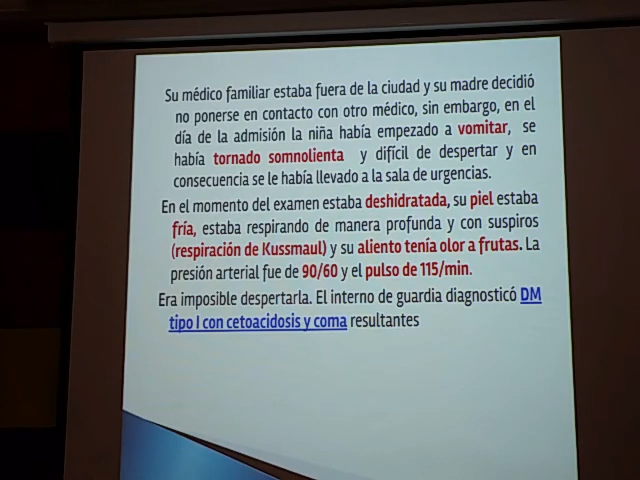 Su médico familiar estaba fuera de la ciudad y su madre decidió
no ponerse en contacto con otro médico, sin embargo, en el
día de la admisión la niña había empezado a vomitar, se
había tornado somnolienta y difícil de despertar y en
consecuencia se le había llevado a la sala de urgencias.
En el momento del examen estaba deshidratada, su piel estaba
fría, estaba respirando de manera profunda y con suspiros
(respiración de Kussmaul) y su aliento tenía olor a frutas. La
presión arterial fue de 90/60 y el pulso de 115/min.
Era imposible despertarla. El interno de guardia diagnosticó DM
tipo I con cetoacidosis y coma resultantes